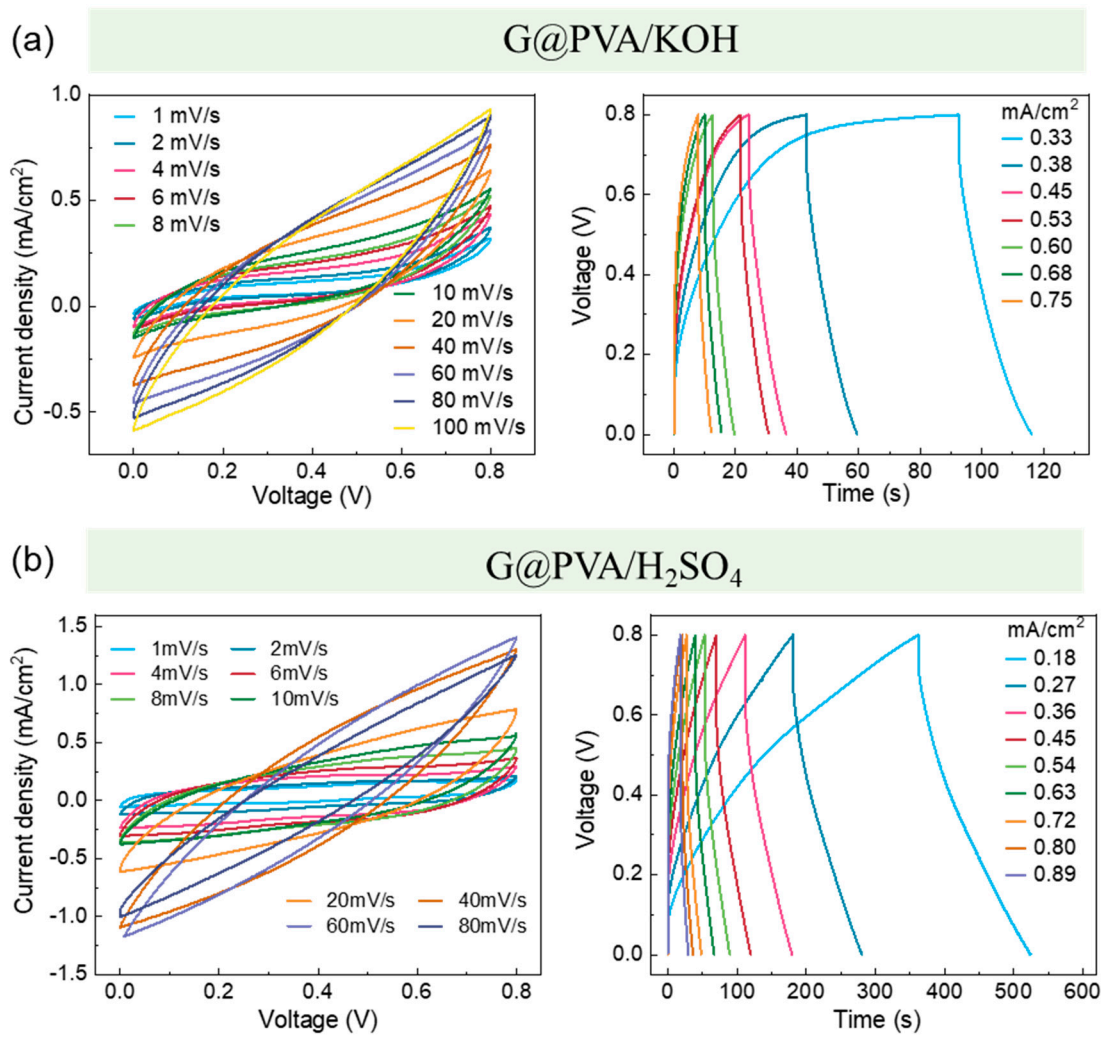 (a)
G@PVA/KOH
1.0
0.5
0.0
-0.5
Current density (mA/cm²)
1 mV/s
2 mV/s
4 mV/s
6 mV/s
8 mV/s
10 mV/s
20 mV/s
40 mV/s
60 mV/s
80 mV/s
100 mV/s
0.0 0.2 0.4 0.6 0.8
Voltage (V)
0.8
0.6
0.4
0.2
0.0
Voltage (V)
mA/cm²
0.33
0.38
0.45
0.53
0.60
0.68
0.75
0 20 40 60 80 100 120
Time (s)
(b)
G@PVA/H₂SO₄
1.5
1.0
0.5
0.0
-0.5
-1.0
-1.5
Current density (mA/cm²)
1mV/s 2mV/s
4mV/s 6mV/s
8mV/s 10mV/s
20mV/s 40mV/s
60mV/s 80mV/s
0.0 0.2 0.4 0.6 0.8
Voltage (V)
0.8
0.6
0.4
0.2
0.0
Voltage (V)
mA/cm²
0.18
0.27
0.36
0.45
0.54
0.63
0.72
0.80
0.89
0 100 200 300 400 500 600
Time (s)